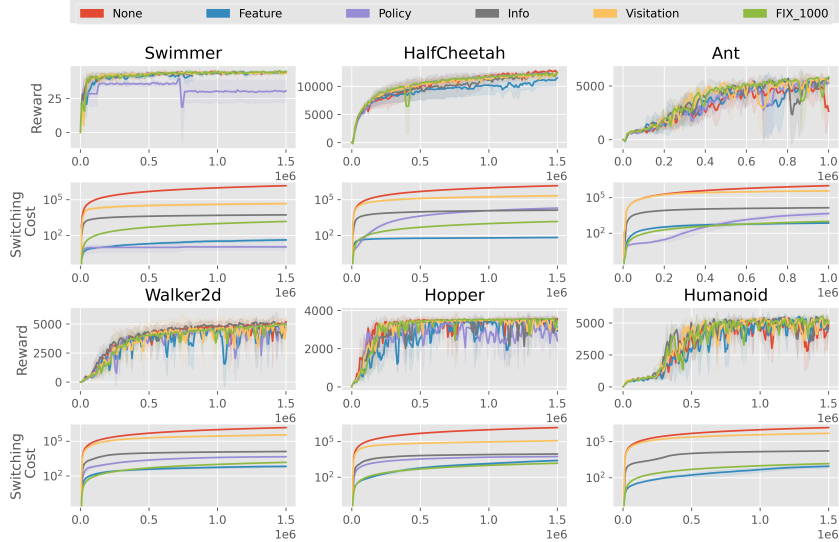 None Feature Policy Info Visitation FIX_1000
Swimmer HalfCheetah Ant
Reward
25
0
10000
5000
0
5000
0
0.0 0.5 1.0 1.5
1e6
0.0 0.5 1.0 1.5
1e6
0.0 0.2 0.4 0.6 0.8 1.0
1e6
Switching
Cost
10^5
10^2
10^5
10^2
10^5
10^2
0.0 0.5 1.0 1.5
1e6
0.0 0.5 1.0 1.5
1e6
0.0 0.2 0.4 0.6 0.8 1.0
1e6
Walker2d Hopper Humanoid
Reward
5000
2500
0
4000
2000
0
5000
2500
0
0.0 0.5 1.0 1.5
1e6
0.0 0.5 1.0 1.5
1e6
0.0 0.5 1.0 1.5
1e6
Switching
Cost
10^5
10^2
10^5
10^2
10^5
10^2
0.0 0.5 1.0 1.5
1e6
0.0 0.5 1.0 1.5
1e6
0.0 0.5 1.0 1.5
1e6